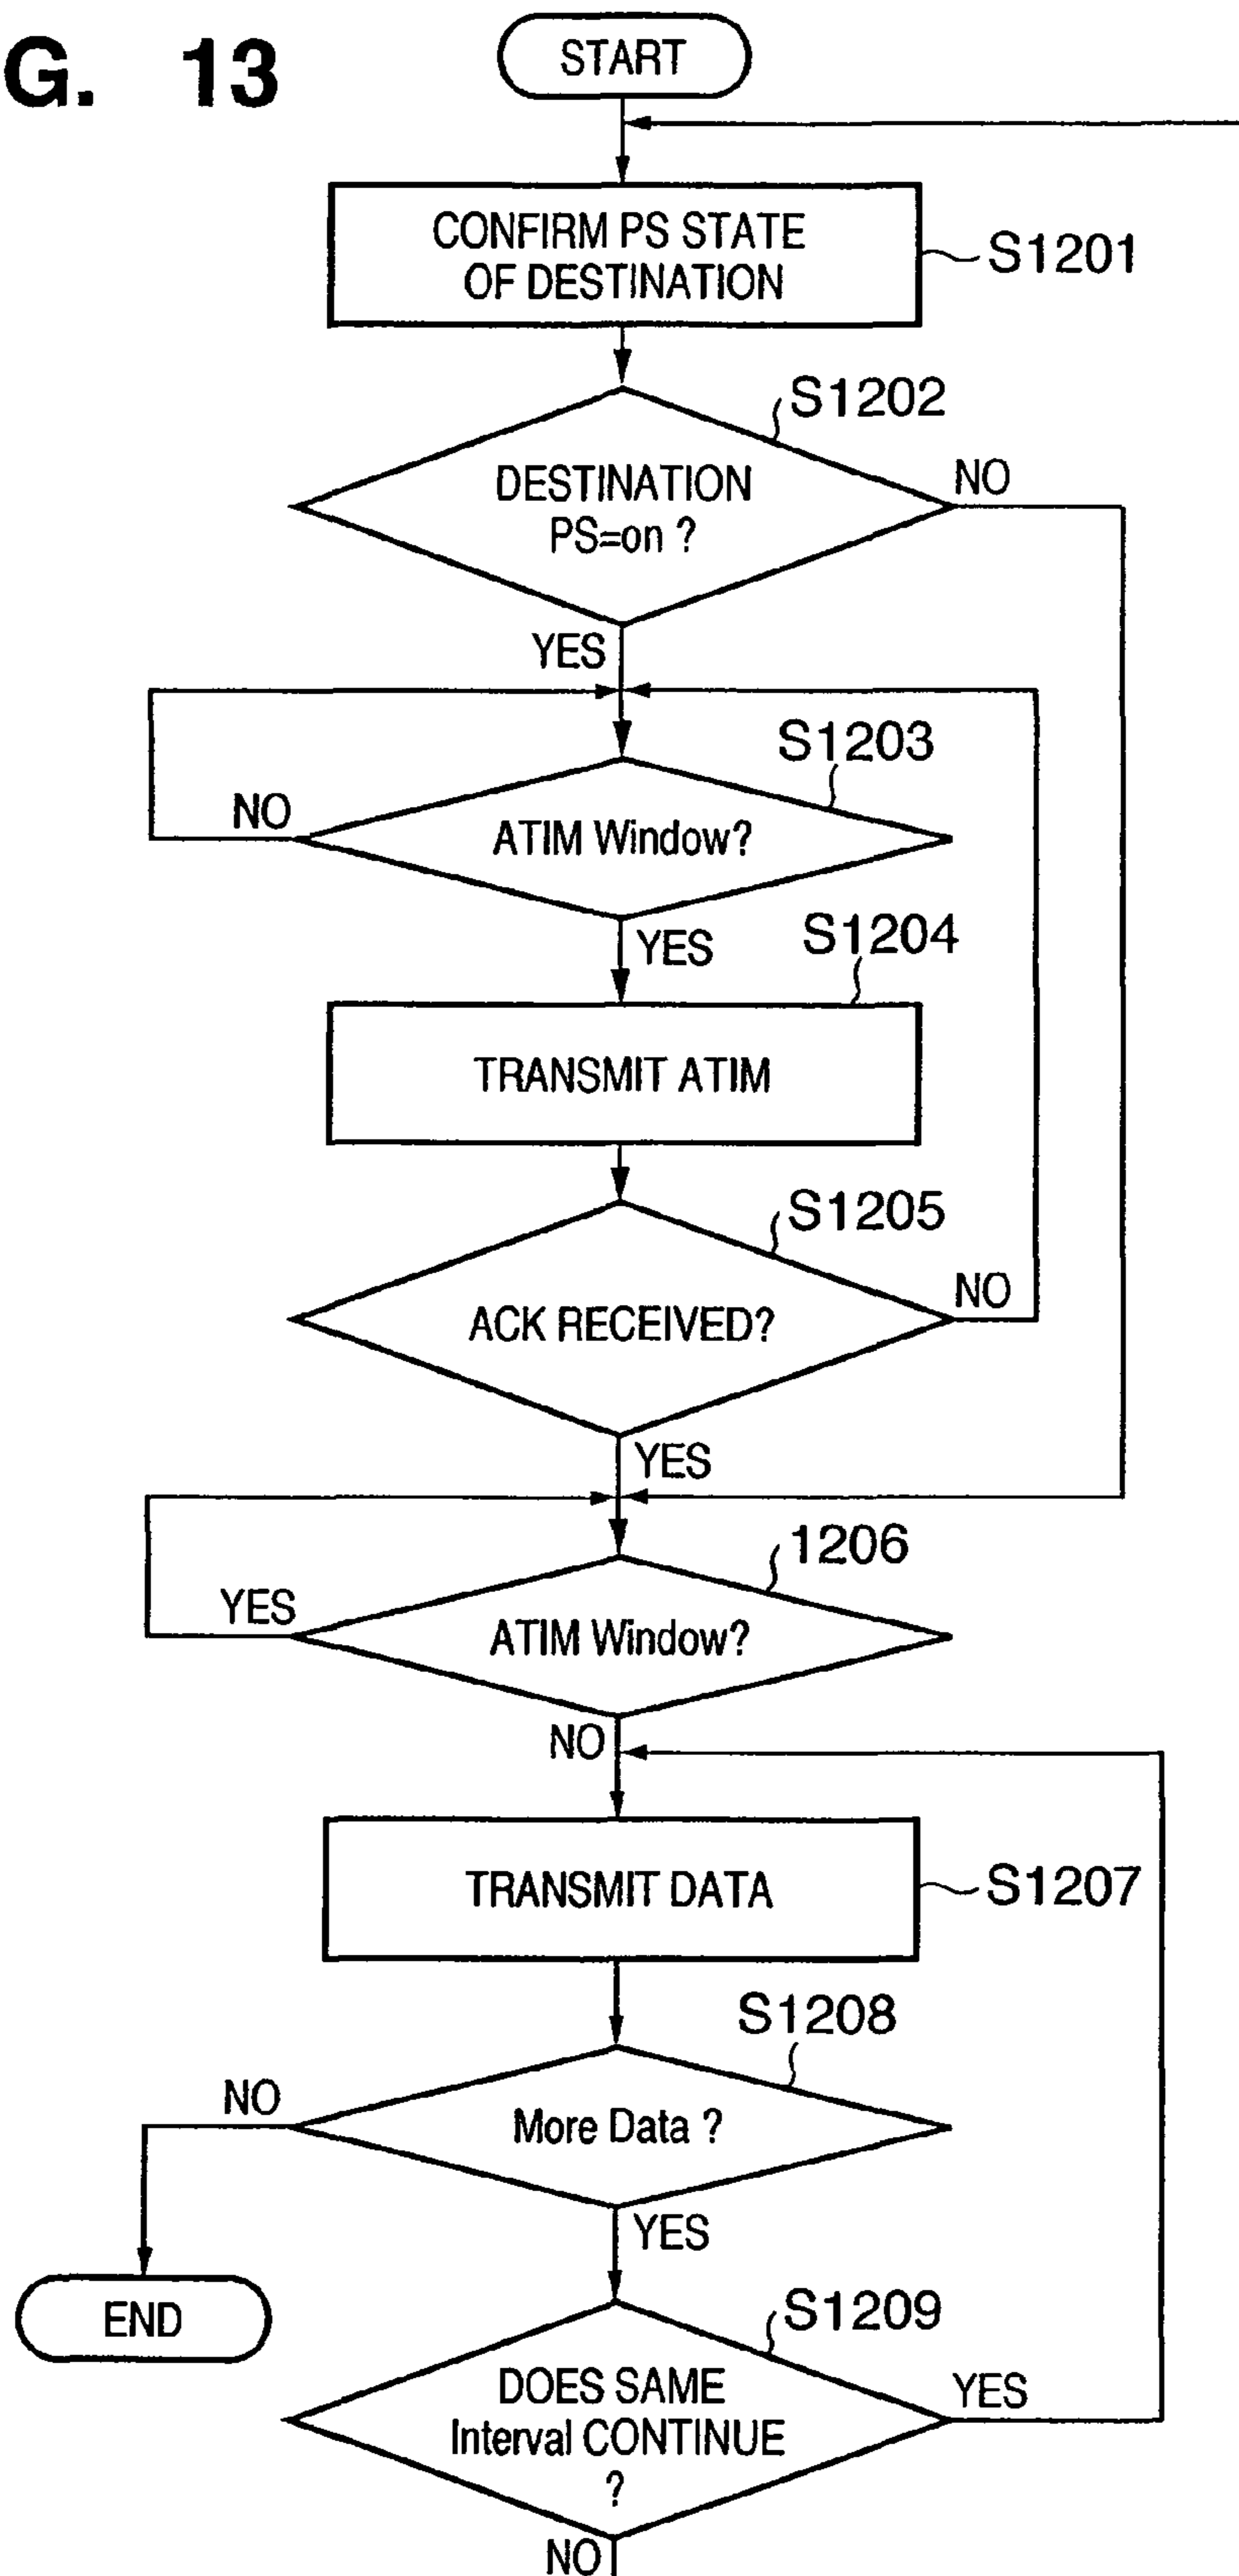 G. 13
START
CONFIRM PS STATE
OF DESTINATION
S1201
S1202
DESTINATION
PS=on ?
NO
YES
S1203
NO
ATIM Window?
YES
S1204
TRANSMIT ATIM
S1205
ACK RECEIVED?
NO
YES
1206
YES
ATIM Window?
NO
TRANSMIT DATA
S1207
S1208
NO
More Data ?
YES
END
S1209
DOES SAME
Interval CONTINUE
?
YES
NO